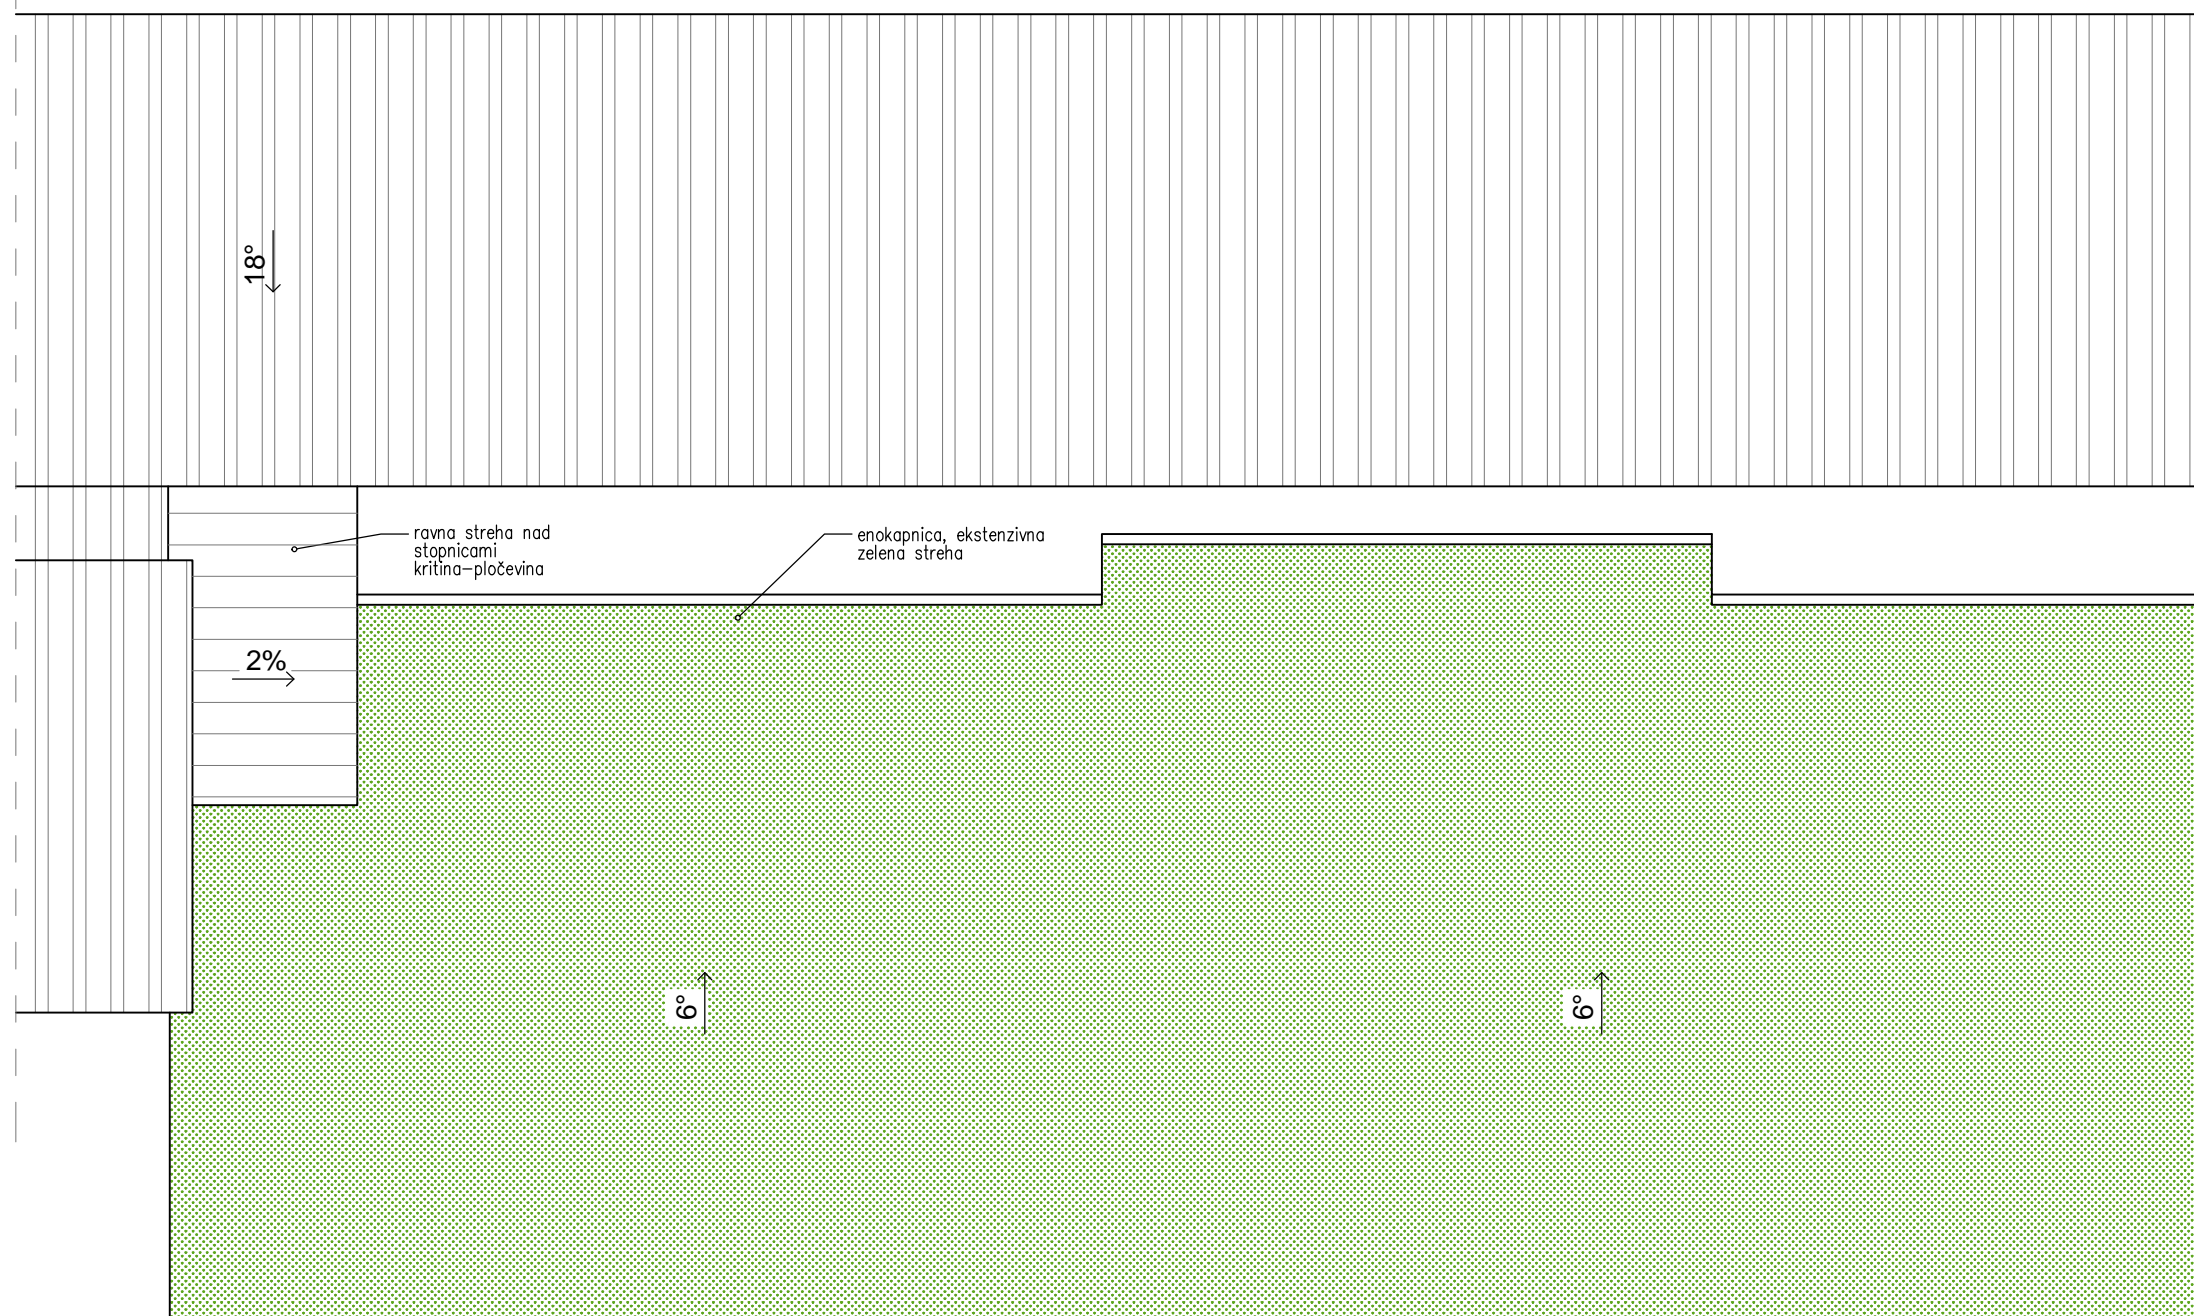 18°
ravna streha nad
stopnicami
kritina-pločevina
enokapnica, ekstenzivna
zelena streha
2%
6°
6°